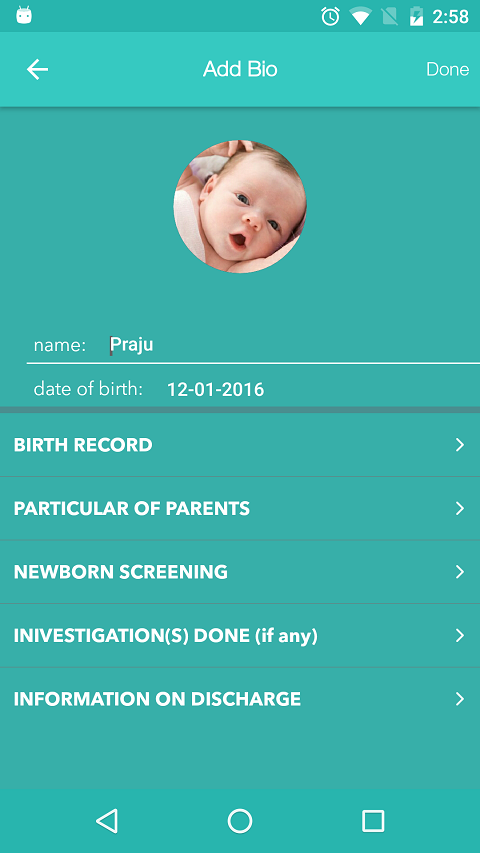 2:58
Add Bio
Done
name: Praju
date of birth: 12-01-2016
BIRTH RECORD
PARTICULAR OF PARENTS
NEWBORN SCREENING
INIVESTIGATION(S) DONE (if any)
INFORMATION ON DISCHARGE